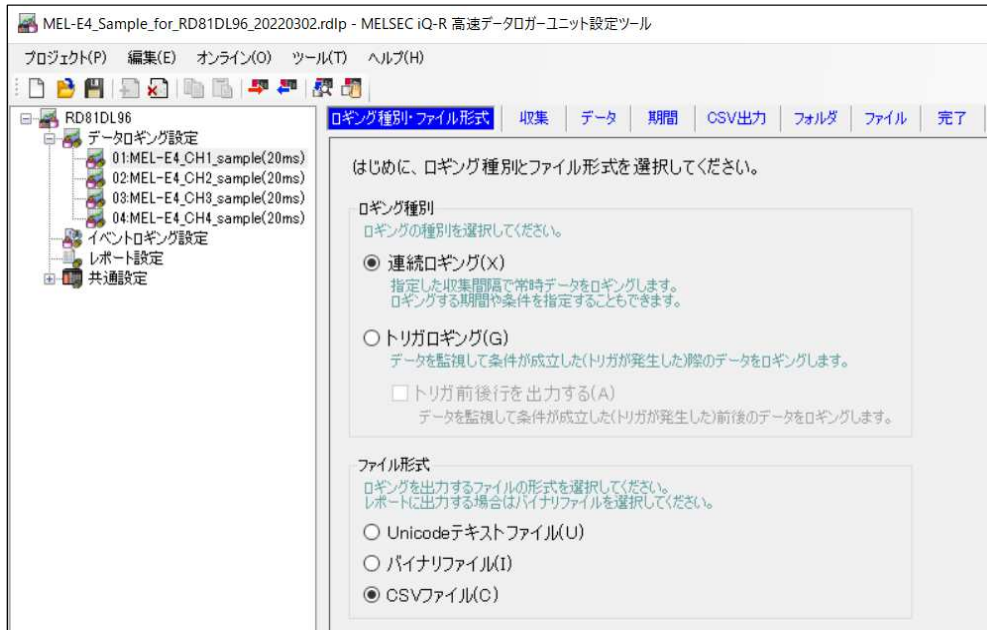 MEL-E4_Sample_for_RD81DL96_20220302.rdlp - MELSEC iQ-R 高速データロガーユニット設定ツール
プロジェクト(P) 編集(E) オンライン(O) ツール(T) ヘルプ(H)
RD81DL96
データロギング設定
01:MEL-E4_CH1_sample(20ms)
02:MEL-E4_CH2_sample(20ms)
03:MEL-E4_CH3_sample(20ms)
04:MEL-E4_CH4_sample(20ms)
イベントロギング設定
レポート設定
共通設定
ロギング種別・ファイル形式 収集 データ 期間 CSV出力 フォルダ ファイル 完了
はじめに、ロギング種別とファイル形式を選択してください。
ロギング種別
ロギングの種別を選択してください。
連続ロギング(X)
指定した収集間隔で常時データをロギングします。
ロギングする期間や条件を指定することもできます。
トリガロギング(G)
データを監視して条件が成立した(トリガが発生した)際のデータをロギングします。
トリガ前後行を出力する(A)
データを監視して条件が成立した(トリガが発生した)前後のデータをロギングします。
ファイル形式
ロギングを出力するファイルの形式を選択してください。
レポートに出力する場合はバイナリファイルを選択してください。
Unicodeテキストファイル(U)
バイナリファイル(I)
CSVファイル(C)